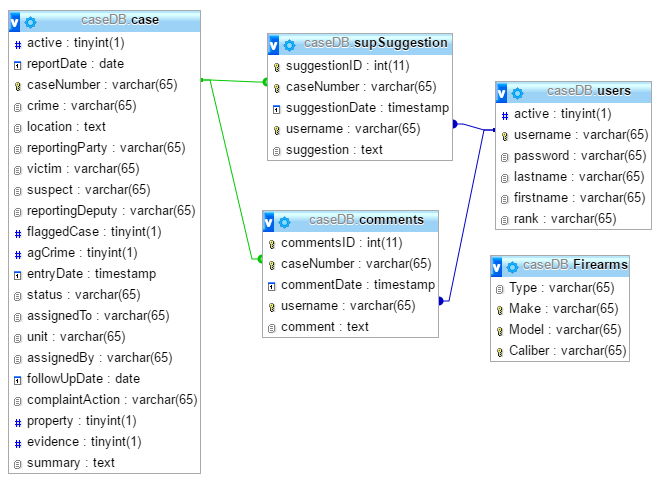 v caseDB.case
# active : tinyint(1)
reportDate : date
caseNumber : varchar(65)
crime : varchar(65)
location : text
reportingParty : varchar(65)
victim : varchar(65)
suspect : varchar(65)
reportingDeputy : varchar(65)
# flaggedCase : tinyint(1)
# agCrime : tinyint(1)
entryDate : timestamp
status : varchar(65)
assignedTo : varchar(65)
unit : varchar(65)
assignedBy : varchar(65)
followUpDate : date
complaintAction : varchar(65)
# property : tinyint(1)
# evidence : tinyint(1)
summary : text
v caseDB.supSuggestion
suggestionID : int(11)
caseNumber : varchar(65)
suggestionDate : timestamp
username : varchar(65)
suggestion : text
v caseDB.comments
commentsID : int(11)
caseNumber : varchar(65)
commentDate : timestamp
username : varchar(65)
comment : text
v caseDB.users
# active : tinyint(1)
username : varchar(65)
password : varchar(65)
lastname : varchar(65)
firstname : varchar(65)
rank : varchar(65)
v caseDB.Firearms
Type : varchar(65)
Make : varchar(65)
Model : varchar(65)
Caliber : varchar(65)